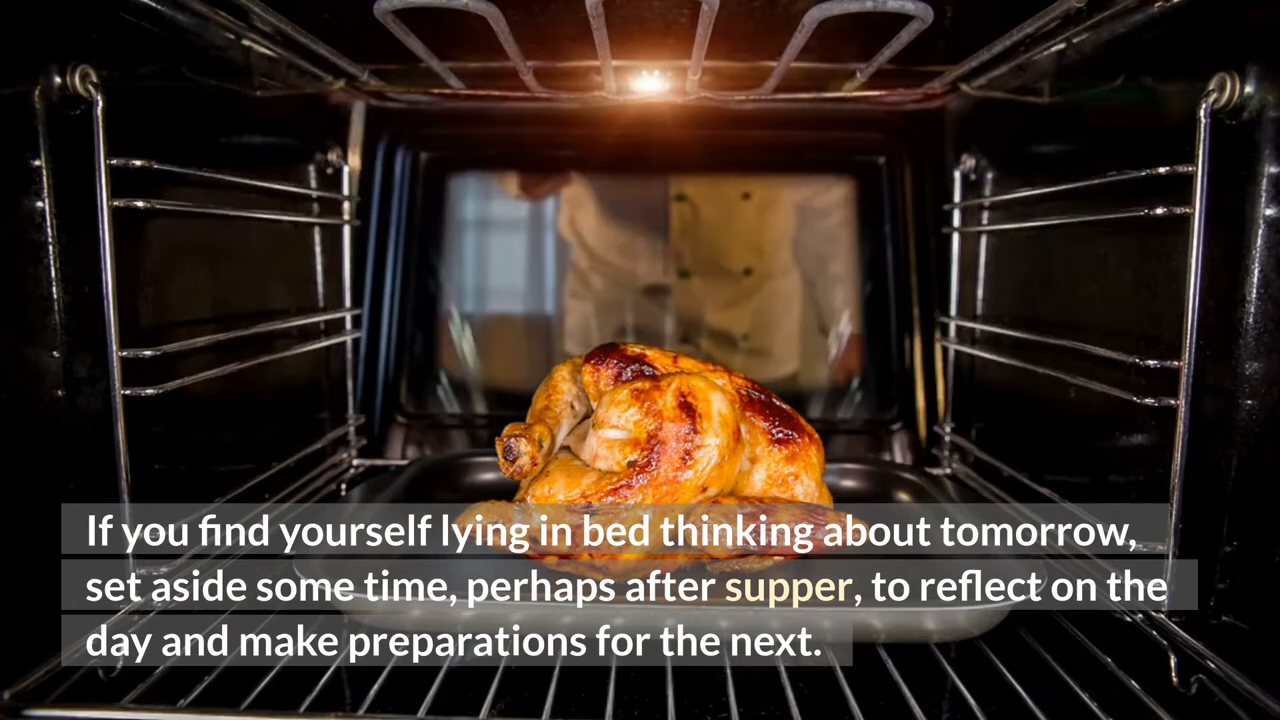 If you find yourself lying in bed thinking about tomorrow,
set aside some time, perhaps after supper, to reflect on the
day and make preparations for the next.